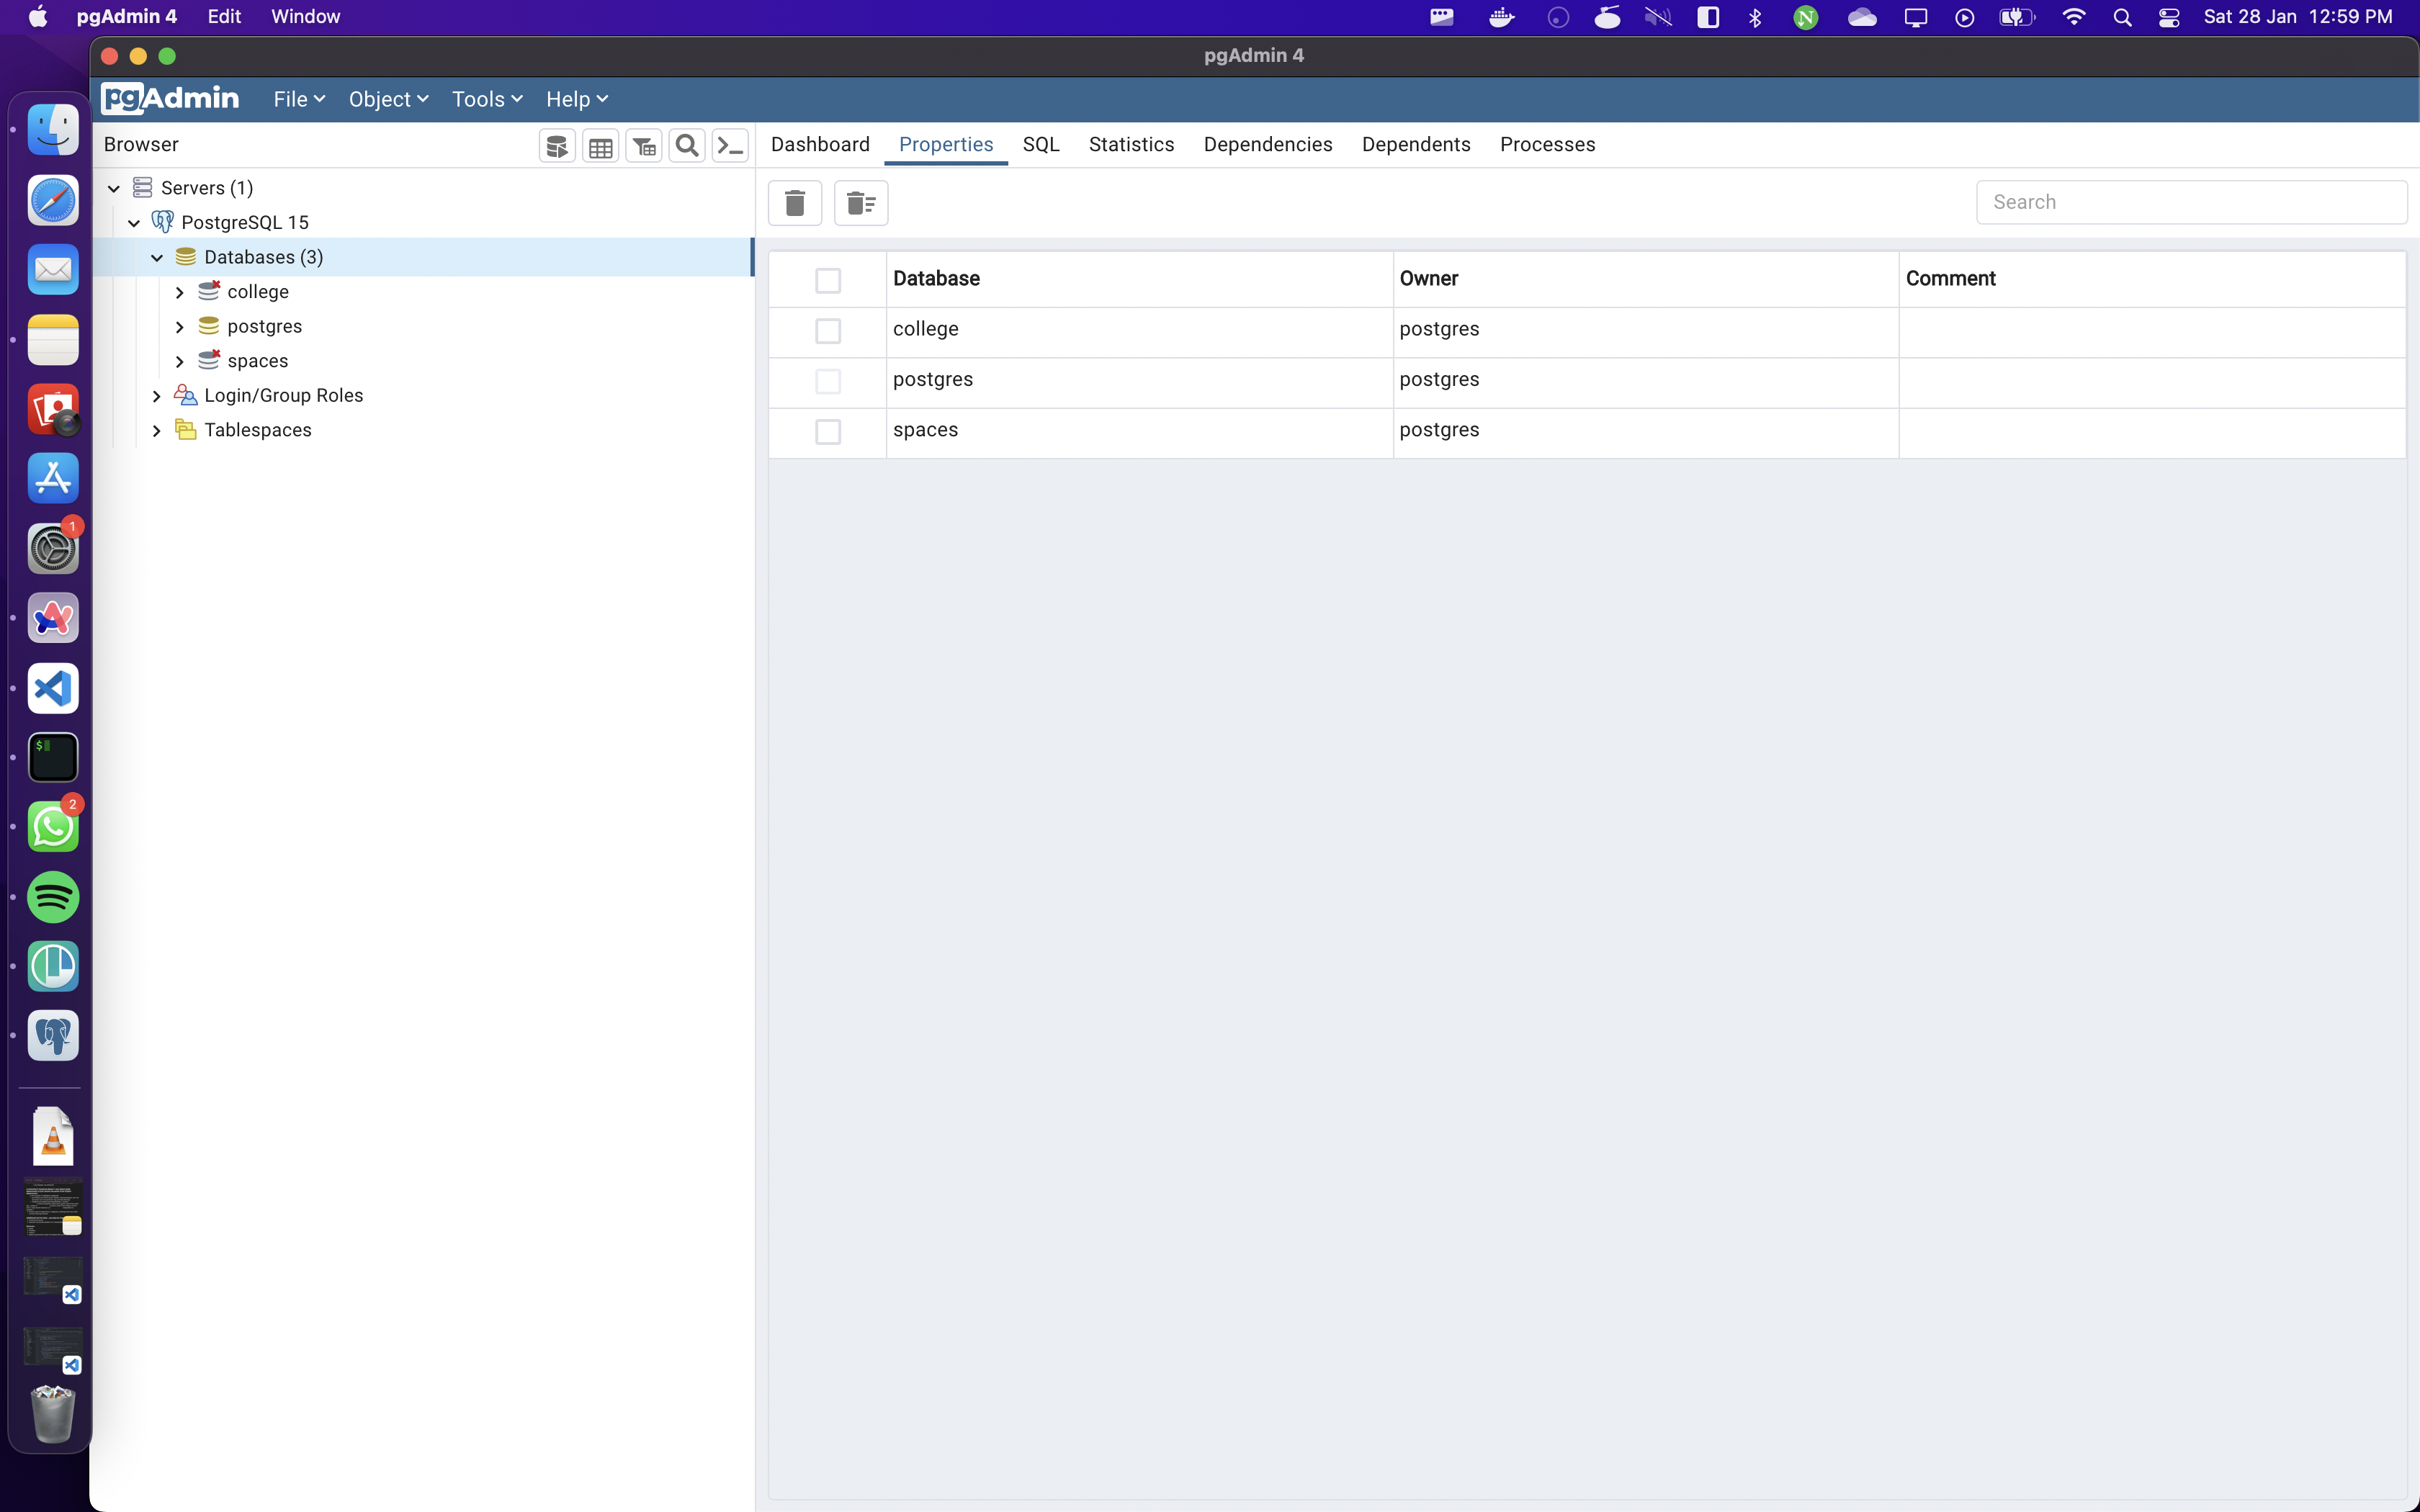 pgAdmin 4 Edit Window Sat 28 Jan 12:59 PM
pgAdmin 4
pgAdmin File Object Tools Help
Browser Dashboard Properties SQL Statistics Dependencies Dependents Processes
Servers (1)
Search
PostgreSQL 15
Databases (3)
Database Owner Comment
college
college postgres
postgres
postgres postgres
spaces
spaces postgres
Login/Group Roles
Tablespaces
1
$
2